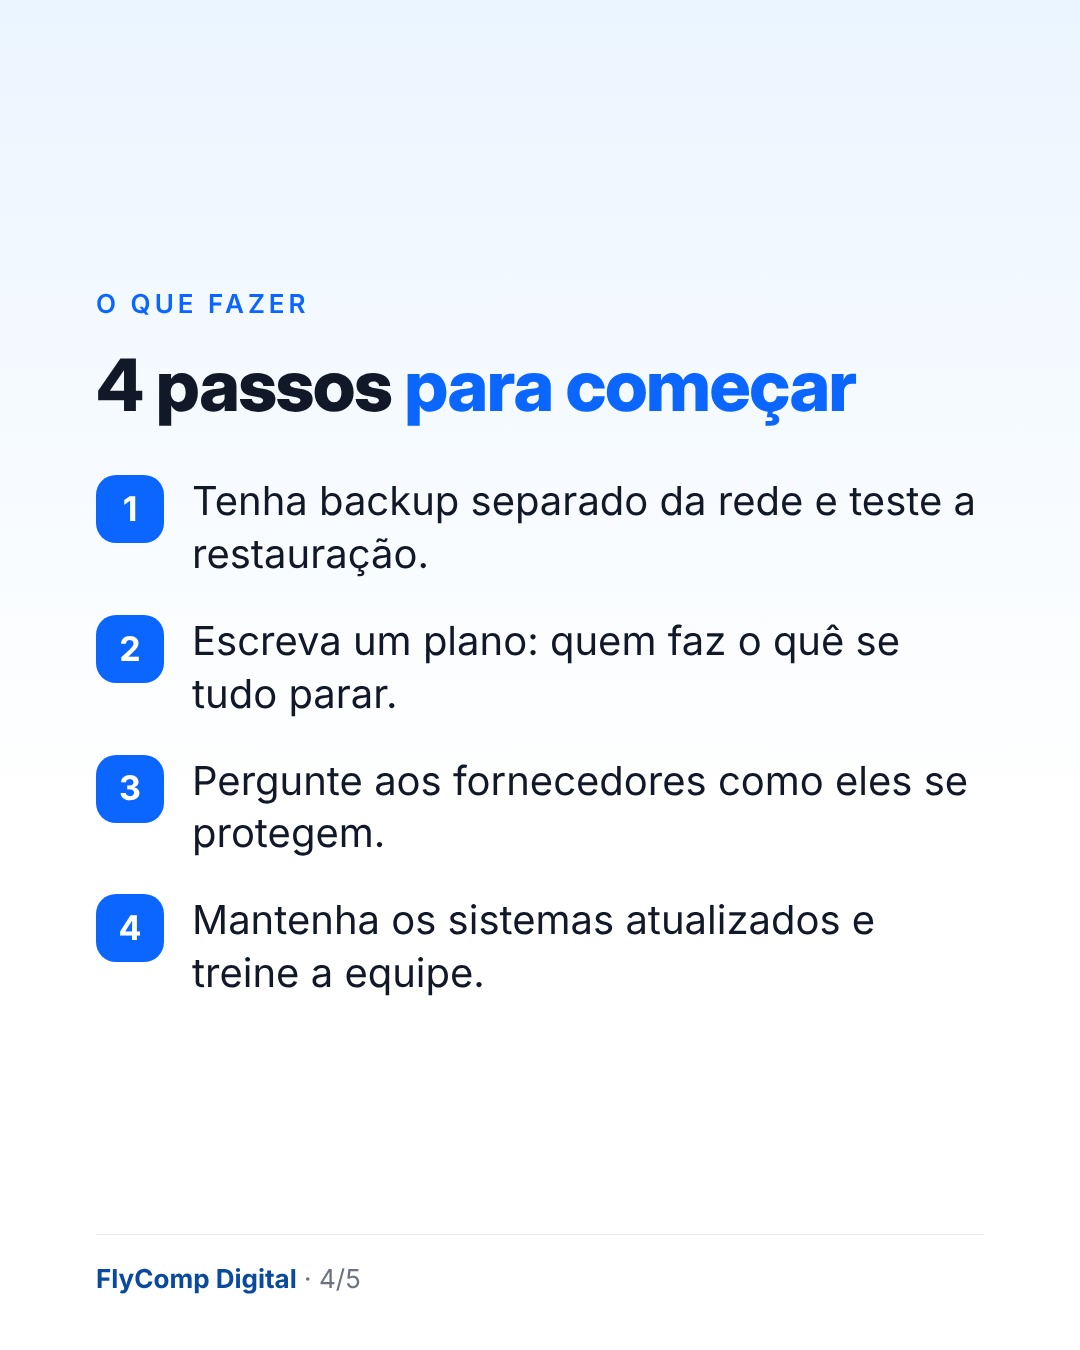 O QUE FAZER
4 passos para começar
1 Tenha backup separado da rede e teste a
restauração.
2 Escreva um plano: quem faz o quê se
tudo parar.
3 Pergunte aos fornecedores como eles se
protegem.
4 Mantenha os sistemas atualizados e
treine a equipe.
FlyComp Digital · 4/5